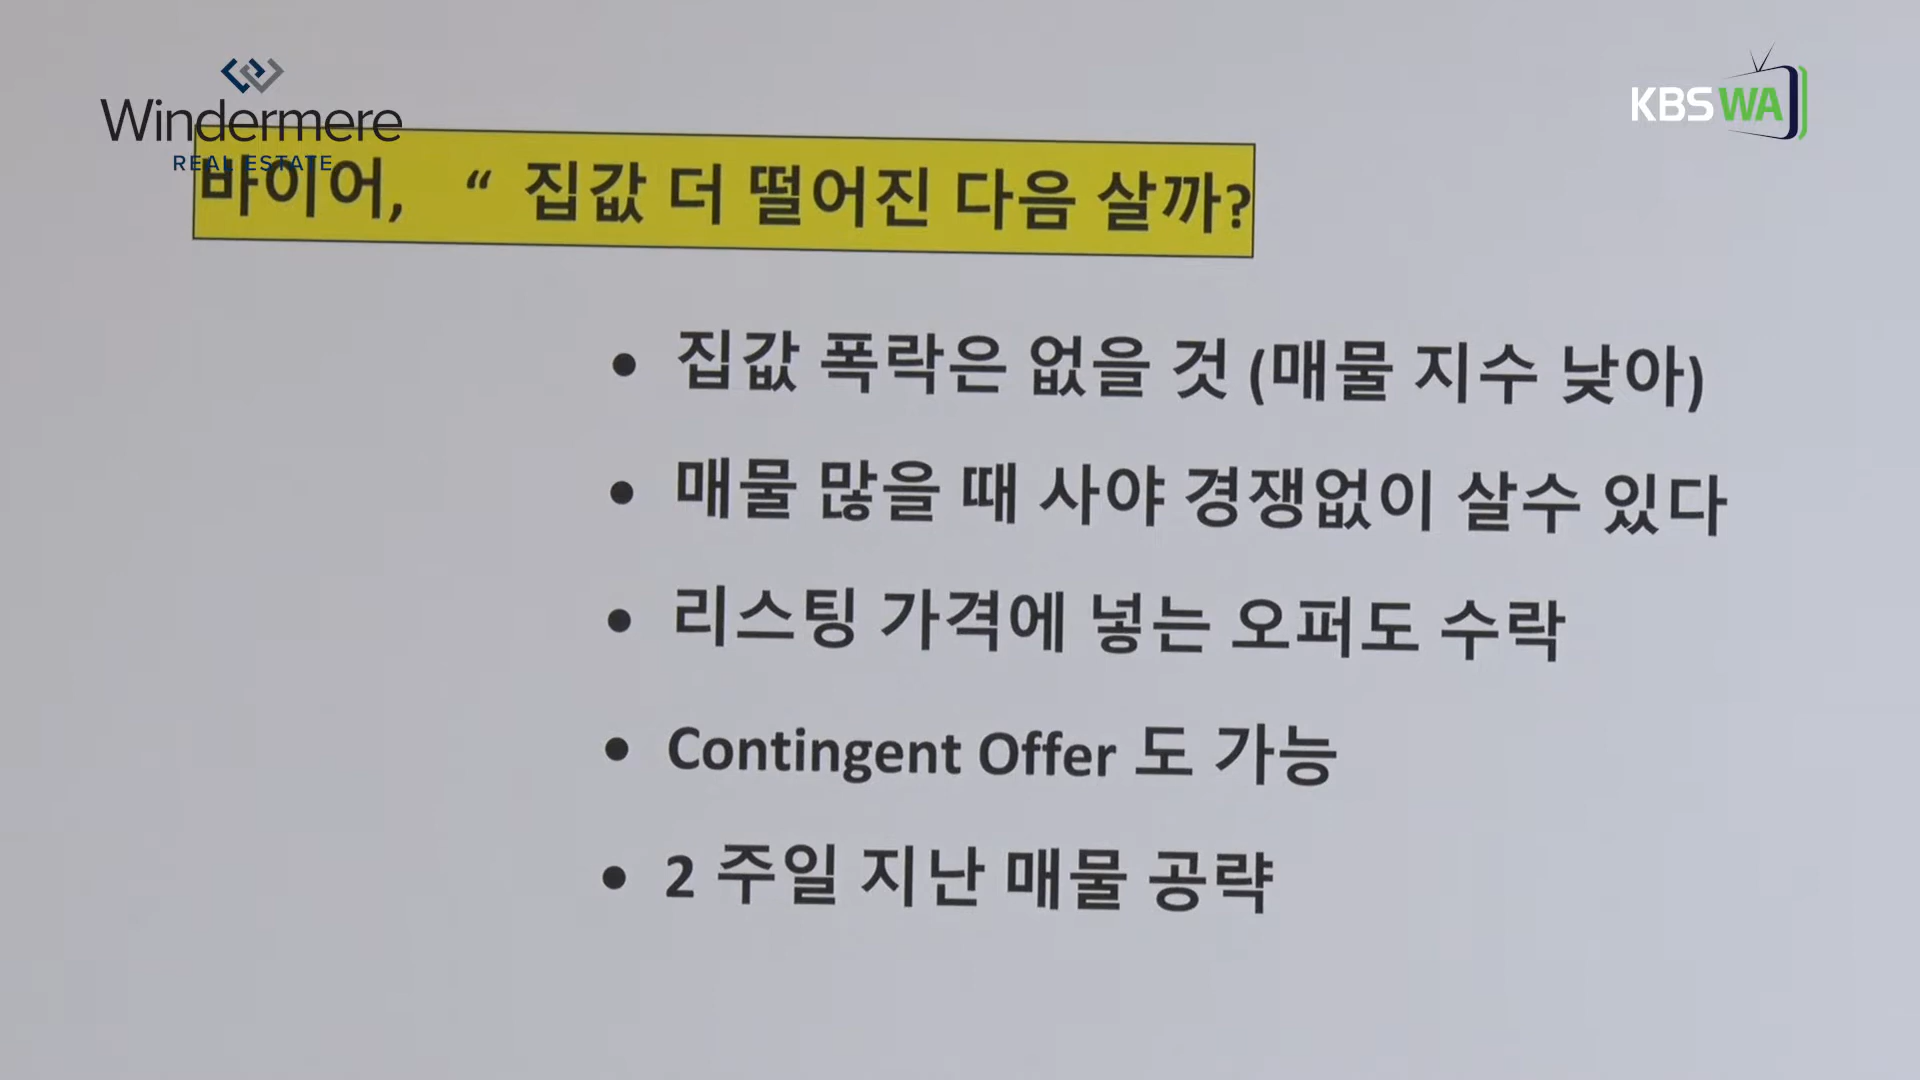 Windermere
REAL ESTATE
KBS WA
바이어, “ 집값 더 떨어진 다음 살까?
• 집값 폭락은 없을 것 (매물 지수 낮아)
• 매물 많을 때 사야 경쟁없이 살수 있다
• 리스팅 가격에 넣는 오퍼도 수락
• Contingent Offer 도 가능
• 2 주일 지난 매물 공략